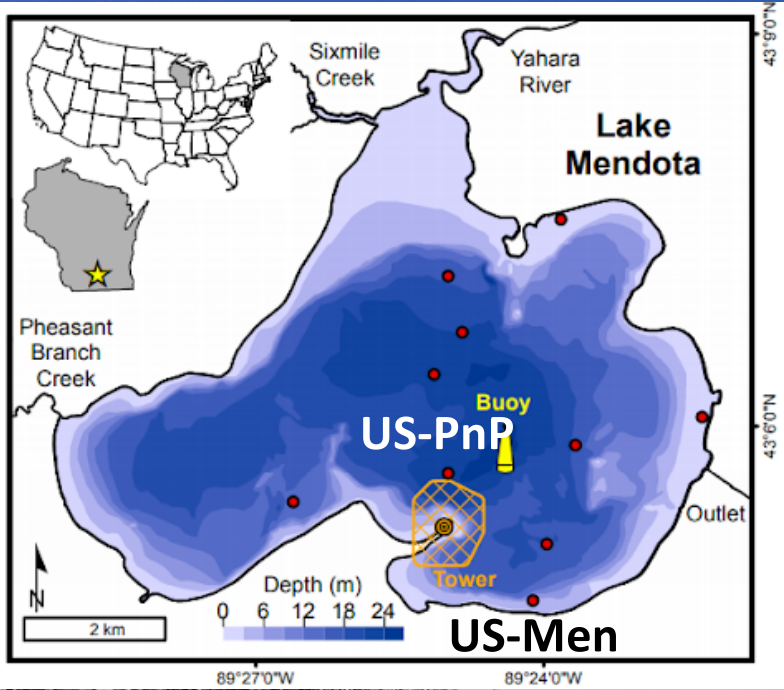 Sixmile
Creek
Yahara
River
43°9'0"N
Lake
Mendota
Pheasant
Branch
Creek
Buoy
US-PnP
43°6'0"N
Outlet
Tower
Depth (m)
0 6 12 18 24
N
2 km
US-Men
89°27'0"W
89°24'0"W